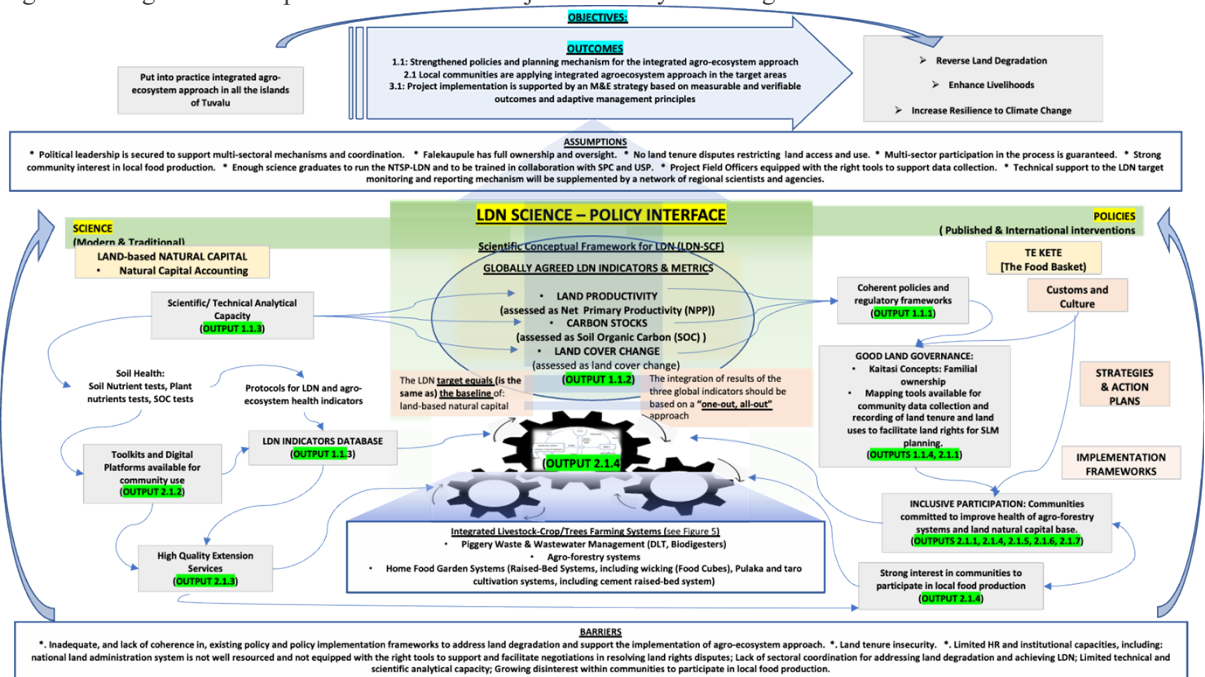 OBJECTIVES:
OUTCOMES
1.1: Strengthened policies and planning mechanism for the integrated agro-ecosystem approach
2.1 Local communities are applying integrated agroecosystem approach in the target areas
3.1: Project implementation is supported by an M&E strategy based on measurable and verifiable
outcomes and adaptive management principles
Put into practice integrated agro-
ecosystem approach in all the islands
of Tuvalu
➢ Reverse Land Degradation
➢ Enhance Livelihoods
➢ Increase Resilience to Climate Change
ASSUMPTIONS
* Political leadership is secured to support multi-sectoral mechanisms and coordination. * Falekaupule has full ownership and oversight. * No land tenure disputes restricting land access and use. * Multi-sector participation in the process is guaranteed. * Strong
community interest in local food production. * Enough science graduates to run the NTSP-LDN and to be trained in collaboration with SPC and USP. * Project Field Officers equipped with the right tools to support data collection. * Technical support to the LDN target
monitoring and reporting mechanism will be supplemented by a network of regional scientists and agencies.
LDN SCIENCE – POLICY INTERFACE
SCIENCE
(Modern & Traditional)
POLICIES
( Published & International interventions
LAND-based NATURAL CAPITAL
• Natural Capital Accounting
TE KETE
(The Food Basket)
Scientific Conceptual Framework for LDN (LDN-SCF)
GLOBALLY AGREED LDN INDICATORS & METRICS
• LAND PRODUCTIVITY
(assessed as Net Primary Productivity (NPP))
• CARBON STOCKS
(assessed as Soil Organic Carbon (SOC) )
• LAND COVER CHANGE
(assessed as land cover change)
(OUTPUT 1.1.2)
Scientific/ Technical Analytical
Capacity
(OUTPUT 1.1.3)
Coherent policies and
regulatory frameworks
(OUTPUT 1.1.1)
Customs and
Culture
Soil Health:
Soil Nutrient tests, Plant
nutrients tests, SOC tests
Protocols for LDN and agro-
ecosystem health indicators
The LDN target equals (is the
same as) the baseline of:
land-based natural capital
The integration of results of the
three global indicators should be
based on a "one-out, all-out"
approach
GOOD LAND GOVERNANCE:
• Kaitasi Concepts: Familial
ownership
• Mapping tools available for
community data collection and
recording of land tenure and land
uses to facilitate land rights for SLM
planning.
(OUTPUTS 1.1.4, 2.1.1)
STRATEGIES
& ACTION
PLANS
LDN INDICATORS DATABASE
(OUTPUT 1.1.3)
Toolkits and Digital
Platforms available for
community use
(OUTPUT 2.1.2)
(OUTPUT 2.1.4
IMPLEMENTATION
FRAMEWORKS
INCLUSIVE PARTICIPATION: Communities
committed to improve health of agro-forestry
systems and land natural capital base.
(OUTPUTS 2.1.1, 2.1.4, 2.1.5, 2.1.6, 2.1.7)
Integrated Livestock-Crop/Trees Farming Systems (see Figure 5)
• Piggery Waste & Wastewater Management (DLT, Biodigesters)
• Agro-forestry systems
• Home Food Garden Systems (Raised-Bed Systems, including wicking (Food Cubes), Pulaka and taro
cultivation systems, including cement raised-bed system)
High Quality Extension
Services
(OUTPUT 2.1.3)
Strong interest in communities to
participate in local food production
(OUTPUT 2.1.4)
BARRIERS
*. Inadequate, and lack of coherence in, existing policy and policy implementation frameworks to address land degradation and support the implementation of agro-ecosystem approach. *. Land tenure insecurity. *. Limited HR and institutional capacities, including:
national land administration system is not well resourced and not equipped with the right tools to support and facilitate negotiations in resolving land rights disputes; Lack of sectoral coordination for addressing land degradation and achieving LDN; Limited technical and
scientific analytical capacity; Growing disinterest within communities to participate in local food production.